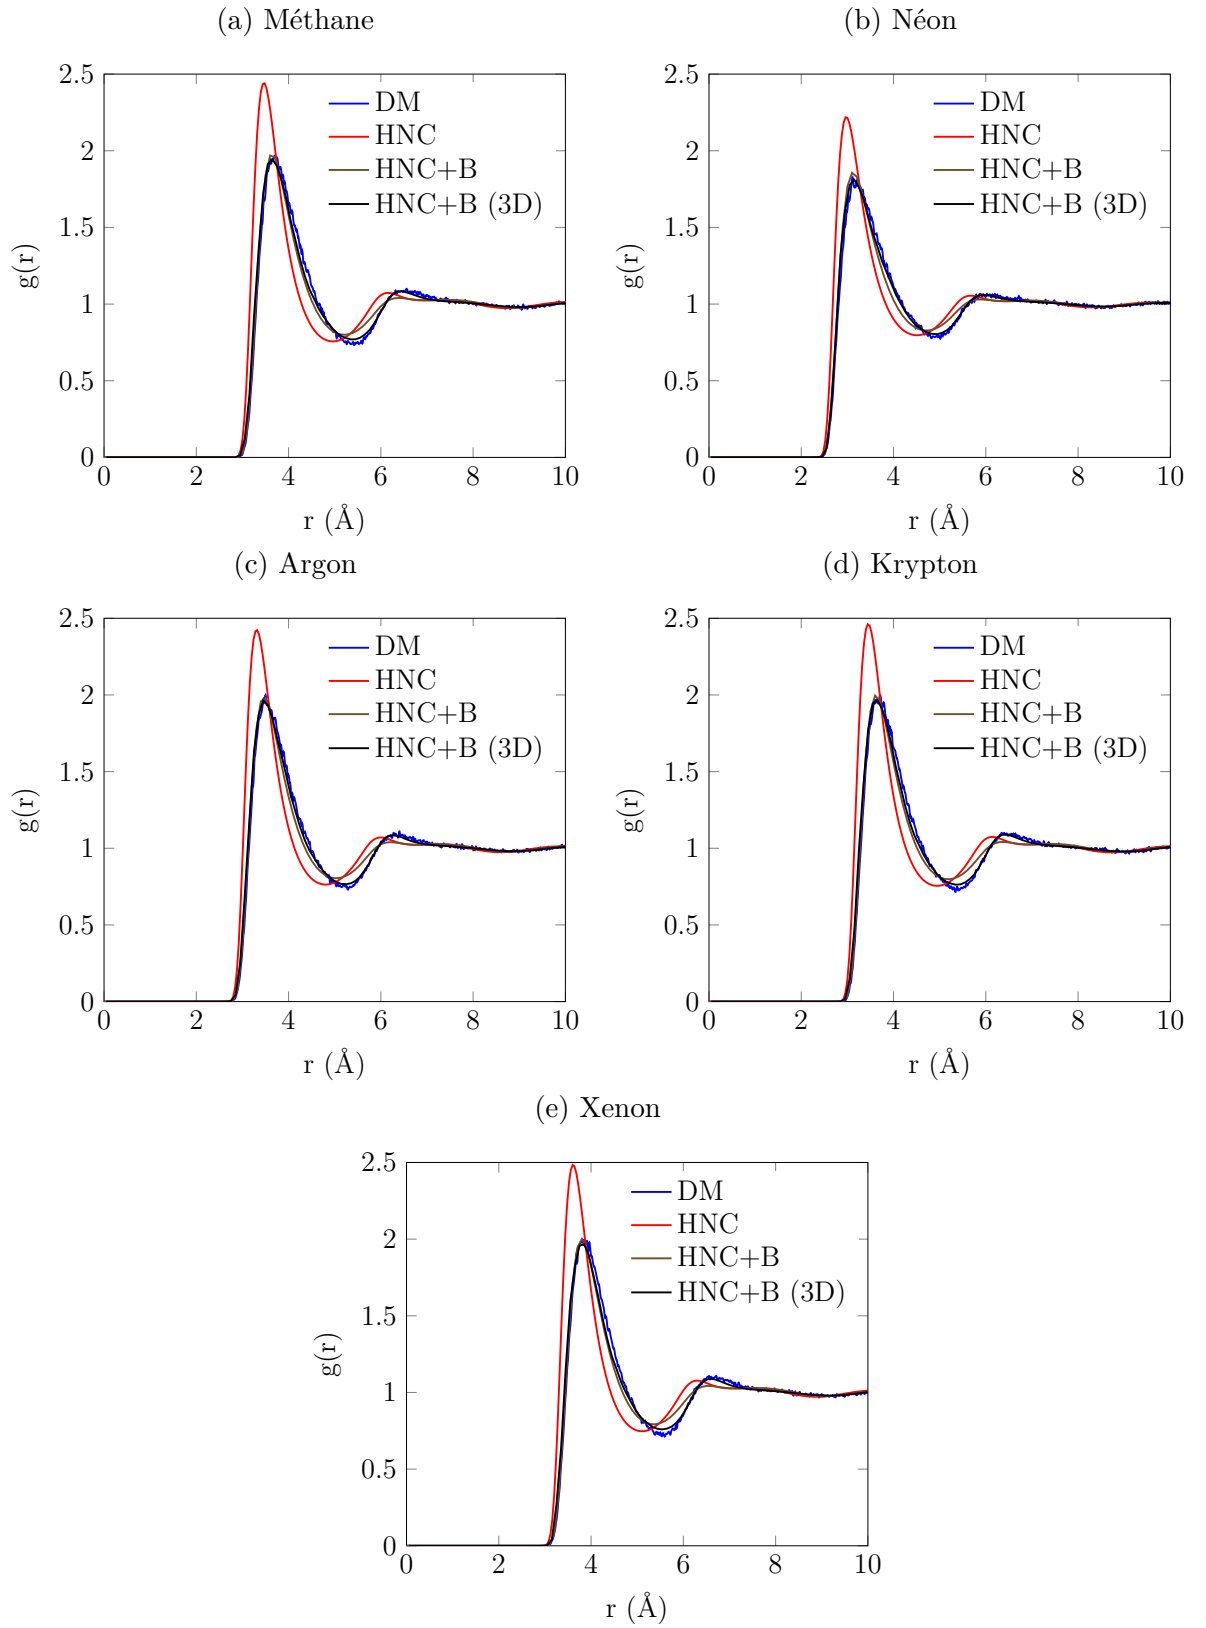 (a) Méthane
2.5
2
1.5
1
0.5
0
0 2 4 6 8 10
g(r)
r (Å)
DM
HNC
HNC+B
HNC+B (3D)
(b) Néon
2.5
2
1.5
1
0.5
0
0 2 4 6 8 10
g(r)
r (Å)
DM
HNC
HNC+B
HNC+B (3D)
(c) Argon
2.5
2
1.5
1
0.5
0
0 2 4 6 8 10
g(r)
r (Å)
DM
HNC
HNC+B
HNC+B (3D)
(d) Krypton
2.5
2
1.5
1
0.5
0
0 2 4 6 8 10
g(r)
r (Å)
DM
HNC
HNC+B
HNC+B (3D)
(e) Xenon
2.5
2
1.5
1
0.5
0
0 2 4 6 8 10
g(r)
r (Å)
DM
HNC
HNC+B
HNC+B (3D)